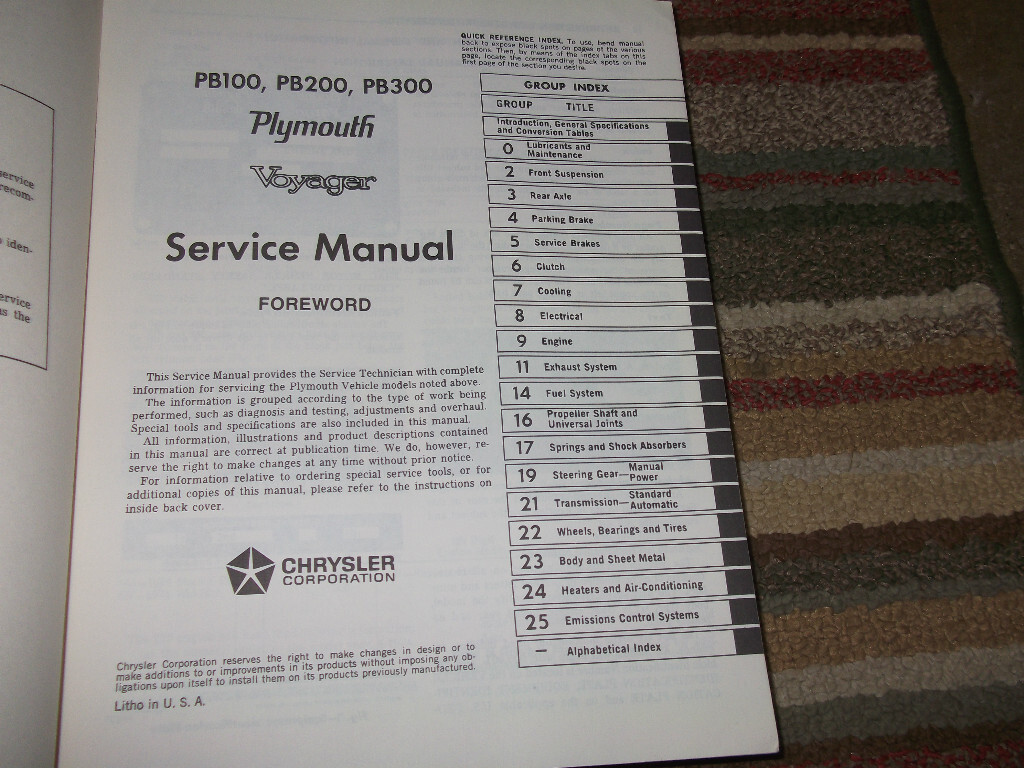 ervice
recom-
iden-
ervice
as the
PB100, PB200, PB300
Plymouth
Voyager
Service Manual
FOREWORD
This Service Manual provides the Service Technician with complete
information for servicing the Plymouth Vehicle models noted above.
The information is grouped according to the type of work being
performed, such as diagnosis and testing, adjustments and overhaul.
Special tools and specifications are also included in this manual.
All information, illustrations and product descriptions contained
in this manual are correct at publication time. We do, however, re-
serve the right to make changes at any time without prior notice.
For information relative to ordering special service tools, or for
additional copies of this manual, please refer to the instructions on
inside back cover.
CHRYSLER
CORPORATION
Chrysler Corporation reserves the right to make changes in design or to
make additions to or improvements in its products without imposing any ob-
ligations upon itself to install them on its products previously manufactured.
Litho in U. S. A.
QUICK REFERENCE INDEX. To use, bend manual
back to expose black spots on pages of the various
sections. Then, by means of the index tabs on this
page, locate the corresponding black spots on the
first page of the section you desire.
GROUP INDEX
GROUP TITLE
Introduction, General Specifications
and Conversion Tables
0 Lubricants and
Maintenance
2 Front Suspension
3 Rear Axle
4 Parking Brake
5 Service Brakes
6 Clutch
7 Cooling
8 Electrical
9 Engine
11 Exhaust System
14 Fuel System
16 Propeller Shaft and
Universal Joints
17 Springs and Shock Absorbers
19 Steering Gear—Manual
Power
21 Transmission—Standard
Automatic
22 Wheels, Bearings and Tires
23 Body and Sheet Metal
24 Heaters and Air-Conditioning
25 Emissions Control Systems
— Alphabetical Index